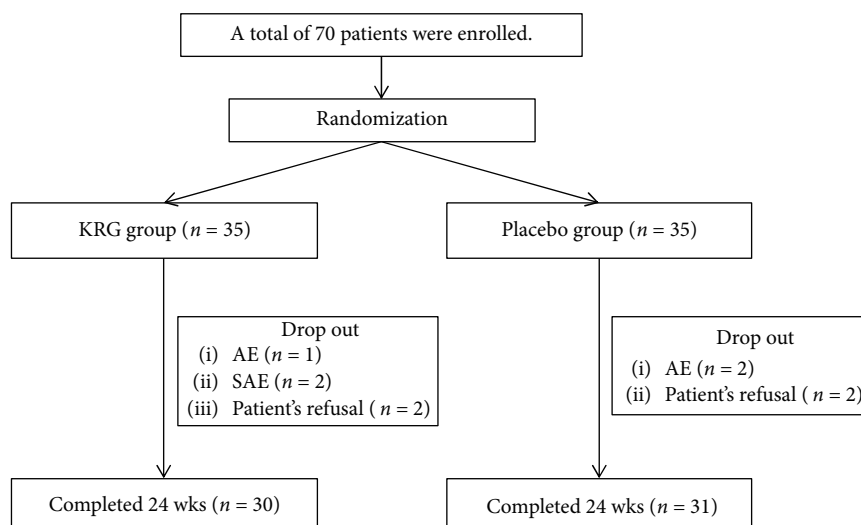 A total of 70 patients were enrolled.
Randomization
KRG group (n = 35)
Placebo group (n = 35)
Drop out
(i) AE (n = 1)
(ii) SAE (n = 2)
(iii) Patient's refusal ( n = 2)
Drop out
(i) AE (n = 2)
(ii) Patient's refusal ( n = 2)
Completed 24 wks (n = 30)
Completed 24 wks (n = 31)